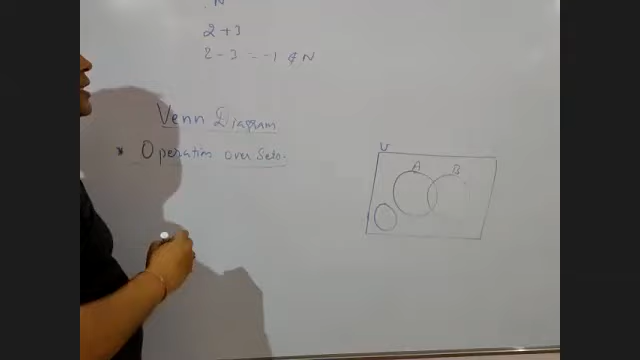 . N
2 + 3
2 - 3 = -1 ∉ N
Venn Diagram
* Operation over Sets.
U
A B